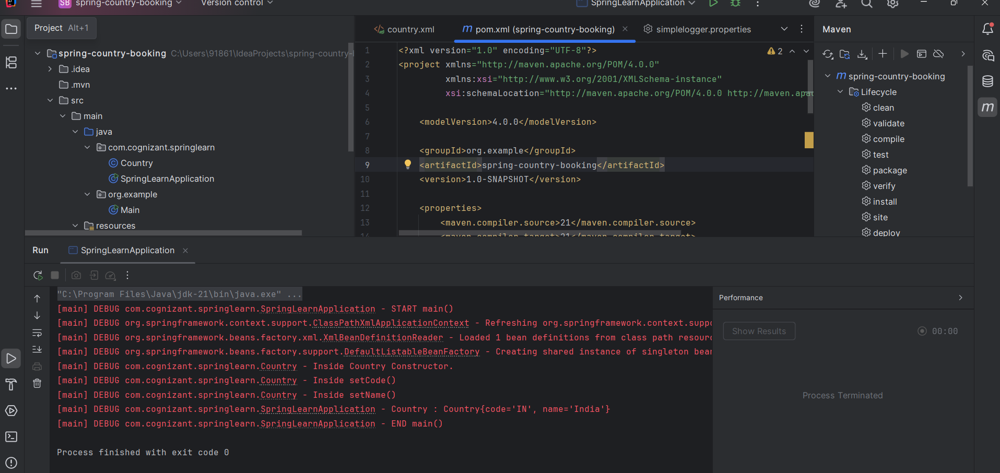 SB spring-country-booking
Version control
SpringLearnApplication
Project Alt+1
spring-country-booking C:\Users\91861\IdeaProjects\spring-country-
.idea
.mvn
src
main
java
com.cognizant.springlearn
Country
SpringLearnApplication
org.example
Main
resources
country.xml
pom.xml (spring-country-booking)
simplelogger.properties
2
1 <?xml version="1.0" encoding="UTF-8"?>
2 <project xmlns="http://maven.apache.org/POM/4.0.0"
3 xmlns:xsi="http://www.w3.org/2001/XMLSchema-instance"
4 xsi:schemaLocation="http://maven.apache.org/POM/4.0.0 http://maven.apac
5
6 <modelVersion>4.0.0</modelVersion>
7
8 <groupId>org.example</groupId>
9 <artifactId>spring-country-booking</artifactId>
10 <version>1.0-SNAPSHOT</version>
11
12 <properties>
13 <maven.compiler.source>21</maven.compiler.source>
14 <maven.compiler.target>21</maven.compiler.target>
Maven
spring-country-booking
Lifecycle
clean
validate
compile
test
package
verify
install
site
deploy
Run
SpringLearnApplication
"C:\Program Files\Java\jdk-21\bin\java.exe" ...
[main] DEBUG com.cognizant.springlearn.SpringLearnApplication - START main()
[main] DEBUG org.springframework.context.support.ClassPathXmlApplicationContext - Refreshing org.springframework.context.suppo
[main] DEBUG org.springframework.beans.factory.xml.XmlBeanDefinitionReader - Loaded 1 bean definitions from class path resourc
[main] DEBUG org.springframework.beans.factory.support.DefaultListableBeanFactory - Creating shared instance of singleton bean
[main] DEBUG com.cognizant.springlearn.Country - Inside Country Constructor.
[main] DEBUG com.cognizant.springlearn.Country - Inside setCode()
[main] DEBUG com.cognizant.springlearn.Country - Inside setName()
[main] DEBUG com.cognizant.springlearn.SpringLearnApplication - Country : Country{code='IN', name='India'}
[main] DEBUG com.cognizant.springlearn.SpringLearnApplication - END main()
Process finished with exit code 0
Performance
Show Results
00:00
Process Terminated